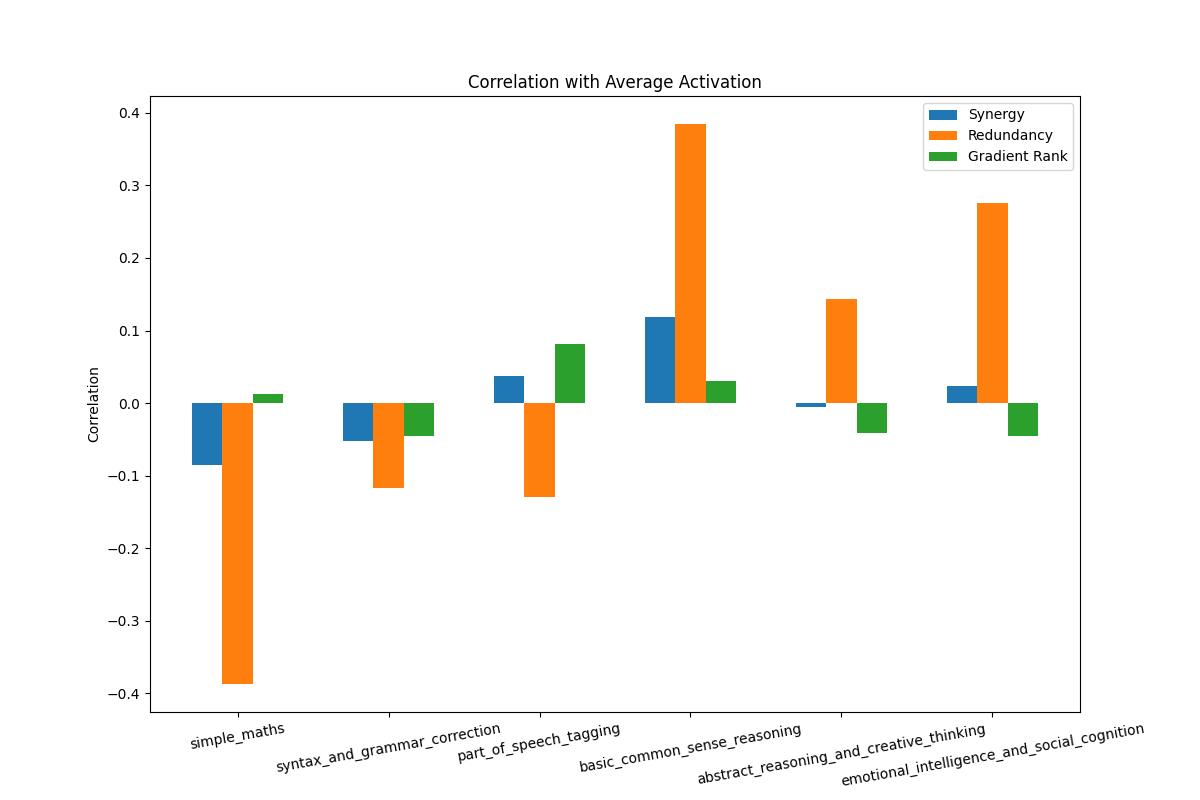 Correlation with Average Activation
Synergy
Redundancy
Gradient Rank
Correlation
0.4
0.3
0.2
0.1
0.0
−0.1
−0.2
−0.3
−0.4
simple_maths
syntax_and_grammar_correction
part_of_speech_tagging
basic_common_sense_reasoning
abstract_reasoning_and_creative_thinking
emotional_intelligence_and_social_cognition